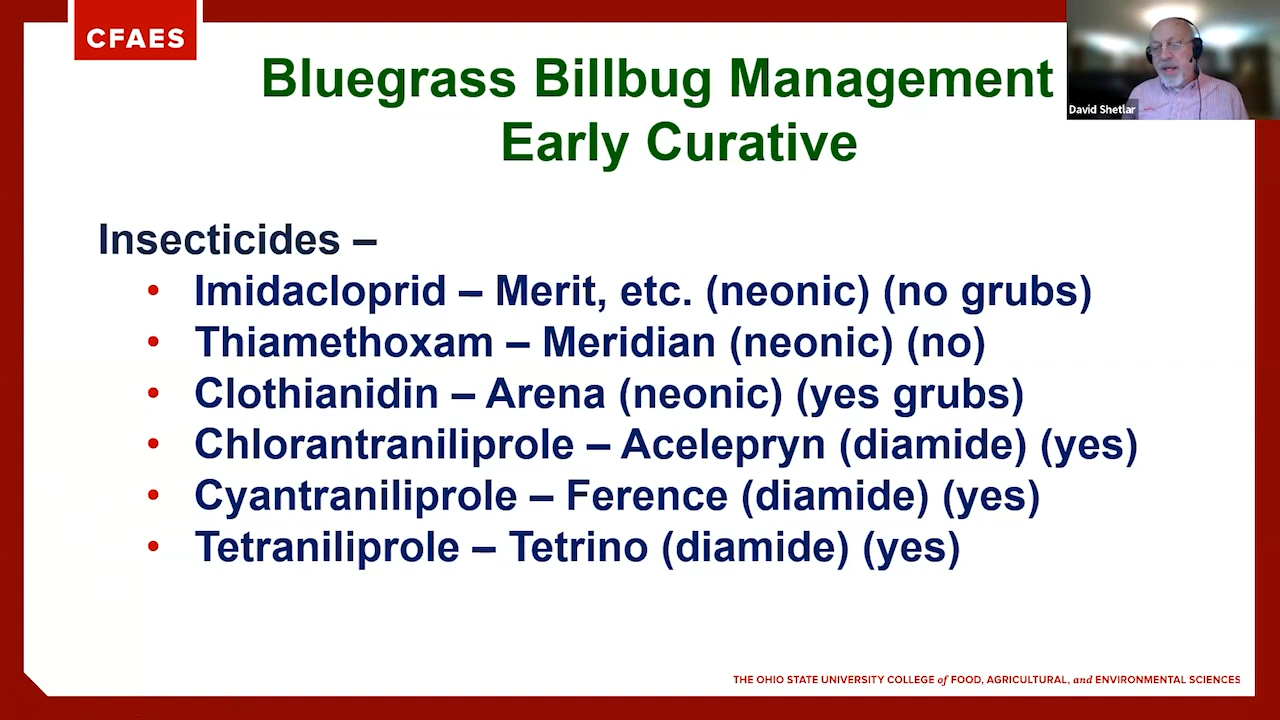 CFAES
Bluegrass Billbug Management
Early Curative
David Shetlar
Insecticides –
• Imidacloprid – Merit, etc. (neonic) (no grubs)
• Thiamethoxam – Meridian (neonic) (no)
• Clothianidin – Arena (neonic) (yes grubs)
• Chlorantraniliprole – Acelepryn (diamide) (yes)
• Cyantraniliprole – Ference (diamide) (yes)
• Tetraniliprole – Tetrino (diamide) (yes)
THE OHIO STATE UNIVERSITY COLLEGE of FOOD, AGRICULTURAL, and ENVIRONMENTAL SCIENCES